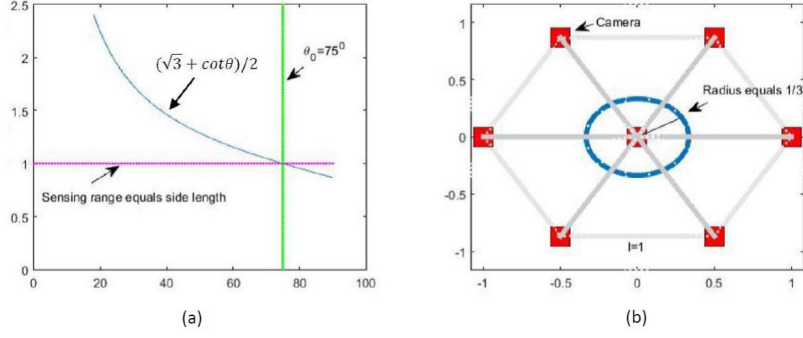 2.5
2
1.5
1
0.5
0
0 20 40 60 80 100
(√3 + cotθ)/2
θ₀=75⁰
Sensing range equals side length
(a)
1
0.5
0
-0.5
-1
-1 -0.5 0 0.5 1
Camera
Radius equals 1/3
l=1
(b)